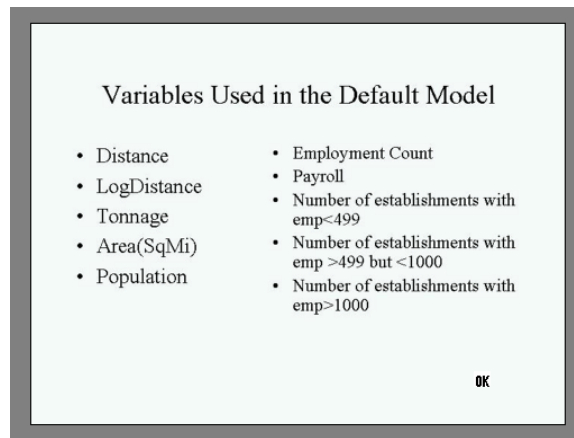 Variables Used in the Default Model
• Distance
• LogDistance
• Tonnage
• Area(SqMi)
• Population
• Employment Count
• Payroll
• Number of establishments with
emp<499
• Number of establishments with
emp >499 but <1000
• Number of establishments with
emp>1000
OK